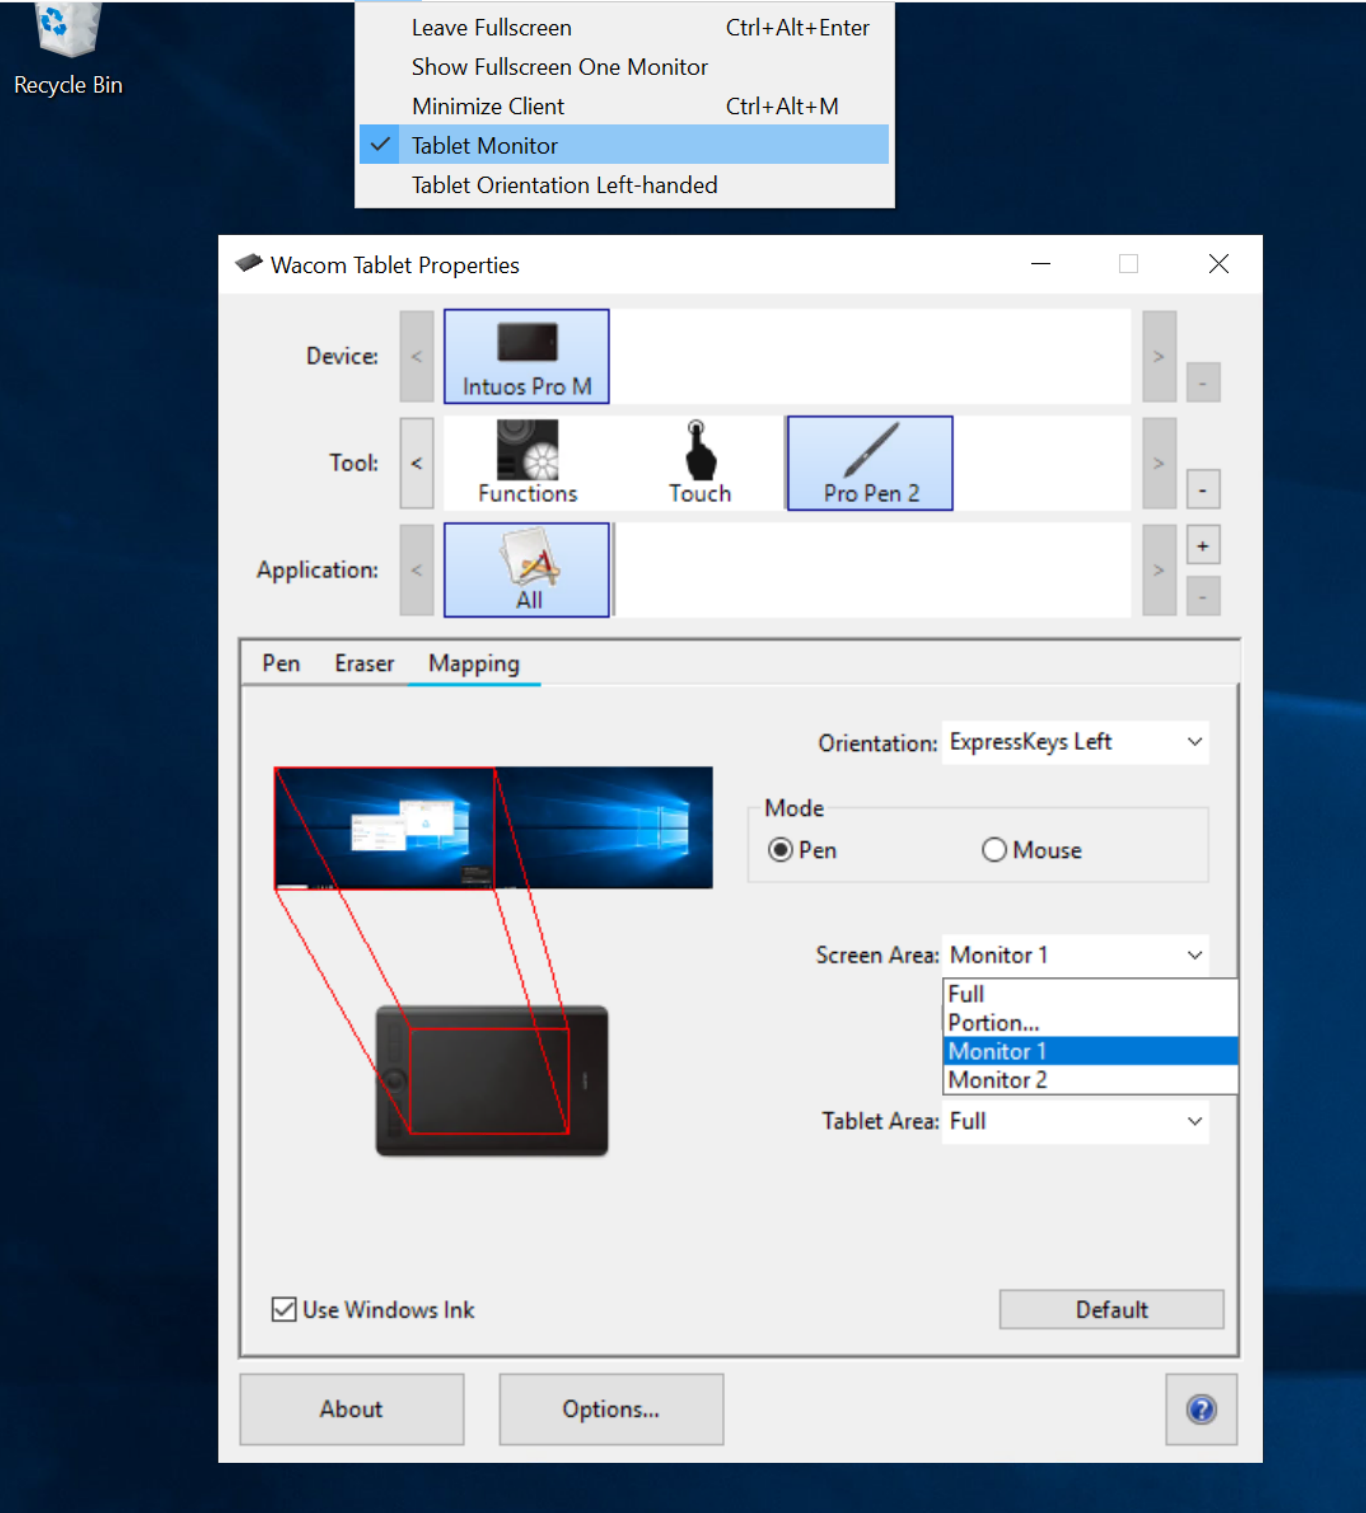 Recycle Bin
Leave Fullscreen Ctrl+Alt+Enter
Show Fullscreen One Monitor
Minimize Client Ctrl+Alt+M
Tablet Monitor
Tablet Orientation Left-handed
Wacom Tablet Properties
Device: < Intuos Pro M > -
Tool: < Functions Touch Pro Pen 2 > -
Application: < All > + -
Pen Eraser Mapping
Orientation: ExpressKeys Left
Mode
Pen Mouse
Screen Area: Monitor 1
Full
Portion...
Monitor 1
Monitor 2
Tablet Area: Full
Use Windows Ink Default
About Options... ?